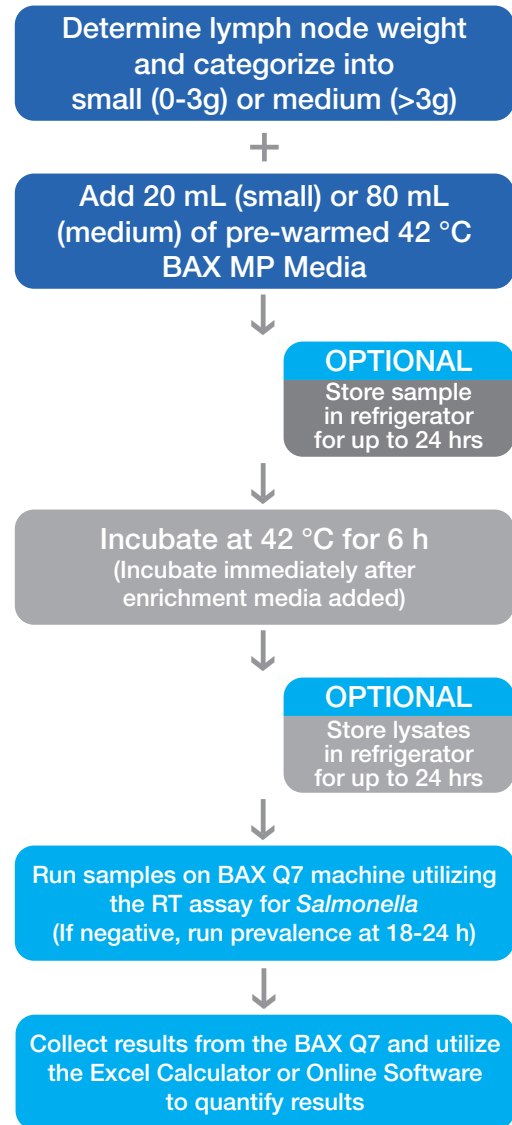 Determine lymph node weight
and categorize into
small (0-3g) or medium (>3g)
+
Add 20 mL (small) or 80 mL
(medium) of pre-warmed 42 °C
BAX MP Media
OPTIONAL
Store sample
in refrigerator
for up to 24 hrs
Incubate at 42 °C for 6 h
(Incubate immediately after
enrichment media added)
OPTIONAL
Store lysates
in refrigerator
for up to 24 hrs
Run samples on BAX Q7 machine utilizing
the RT assay for Salmonella
(If negative, run prevalence at 18-24 h)
Collect results from the BAX Q7 and utilize
the Excel Calculator or Online Software
to quantify results